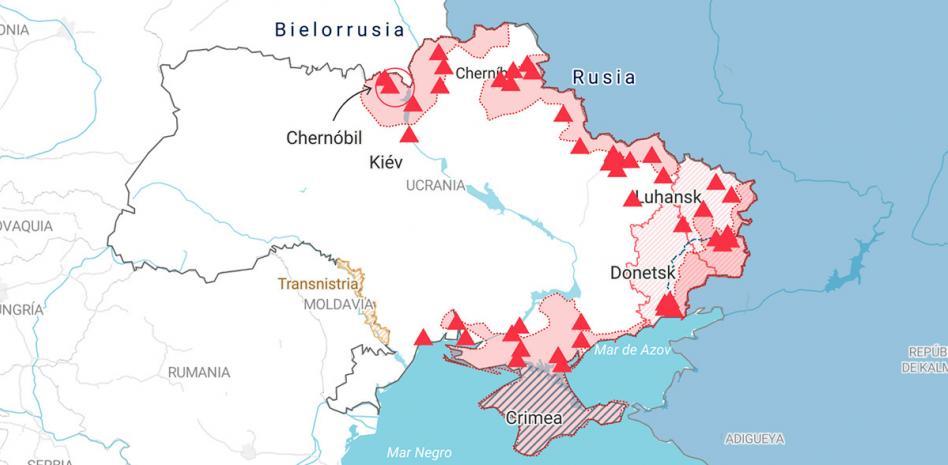 ONIA
Bielorrusia
Cherníh
Rusia
Chernóbil
Kiév
UCRANIA
Luhansk
OVAQUIA
Donetsk
Transnistria
MOLDAVIA
UNGRÍA
Mar de Azov
REPÚB
DE KALM
RUMANIA
Crimea
ADIGUEYA
Mar Negro
SERBIA